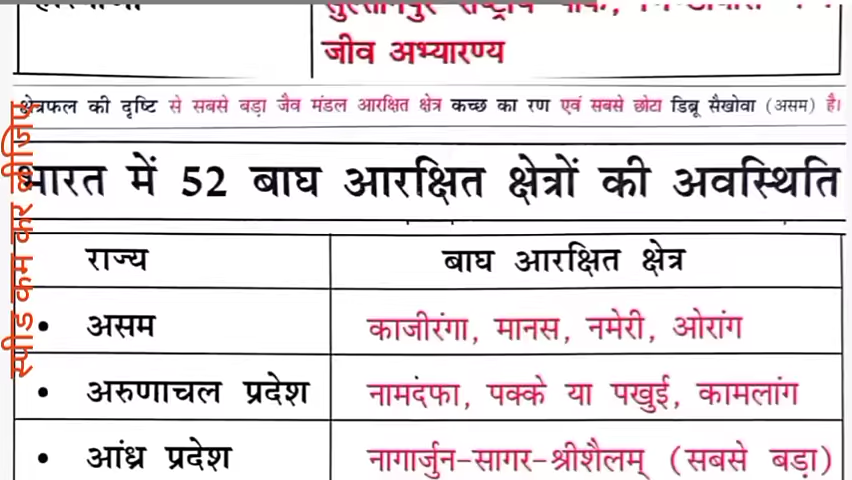 जीव अभ्यारण्य
क्षेत्रफल की दृष्टि से सबसे बड़ा जैव मंडल आरक्षित क्षेत्र कच्छ का रण एवं सबसे छोटा डिब्रू सैखोवा (असम) है।
भारत में 52 बाघ आरक्षित क्षेत्रों की अवस्थिति
राज्य बाघ आरक्षित क्षेत्र
• असम काजीरंगा, मानस, नमेरी, ओरांग
• अरुणाचल प्रदेश नामदंफा, पक्के या पखुई, कामलांग
• आंध्र प्रदेश नागार्जुन-सागर-श्रीशैलम् (सबसे बड़ा)
स्पीड कम कर लीजिए